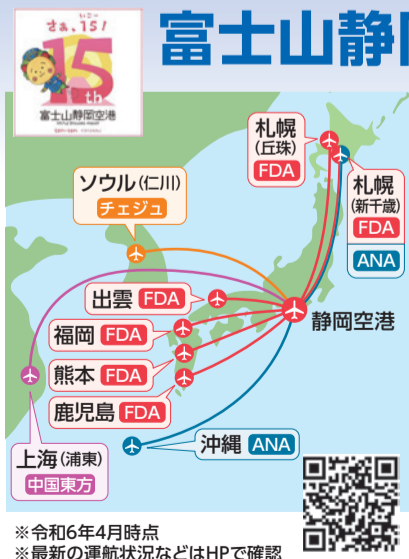 さぁ、15!
いこー
15th
富士山静岡空港
富士山静
札幌
(丘珠)
FDA
札幌
(新千歳)
FDA
ANA
ソウル(仁川)
チェジュ
出雲 FDA
静岡空港
福岡 FDA
熊本 FDA
鹿児島 FDA
沖縄 ANA
上海(浦東)
中国東方
※令和6年4月時点
※最新の運航状況などはHPで確認